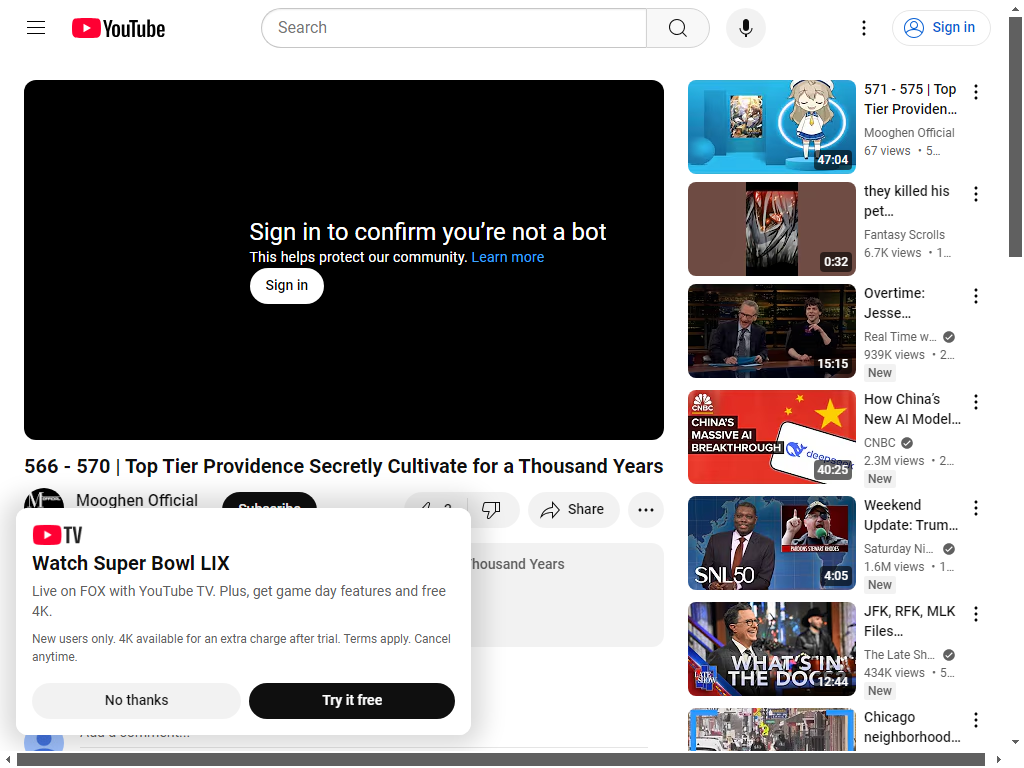 YouTube
Search
Sign in
Sign in to confirm you’re not a bot
This helps protect our community. Learn more
Sign in
566 - 570 | Top Tier Providence Secretly Cultivate for a Thousand Years
Mooghen Official
Subscribe
2
Share
Thousand Years
TV
Watch Super Bowl LIX
Live on FOX with YouTube TV. Plus, get game day features and free
4K.
New users only. 4K available for an extra charge after trial. Terms apply. Cancel
anytime.
No thanks
Try it free
Add a comment...
47:04
571 - 575 | Top
Tier Providen…
Mooghen Official
67 views • 5…
0:32
they killed his
pet…
Fantasy Scrolls
6.7K views • 1…
15:15
Overtime:
Jesse…
Real Time w…
939K views • 2…
New
CNBC
CHINA'S
MASSIVE AI
BREAKTHROUGH
deepseek
40:25
How China’s
New AI Model…
CNBC
2.3M views • 2…
New
PARDONS STEWART RHODES
SNL50
4:05
Weekend
Update: Trum…
Saturday Ni…
1.6M views • 1…
New
LATE SHOW
WHAT'S IN
THE DOCS
12:44
JFK, RFK, MLK
Files…
The Late Sh…
434K views • 5…
New
Chicago
neighborhood…